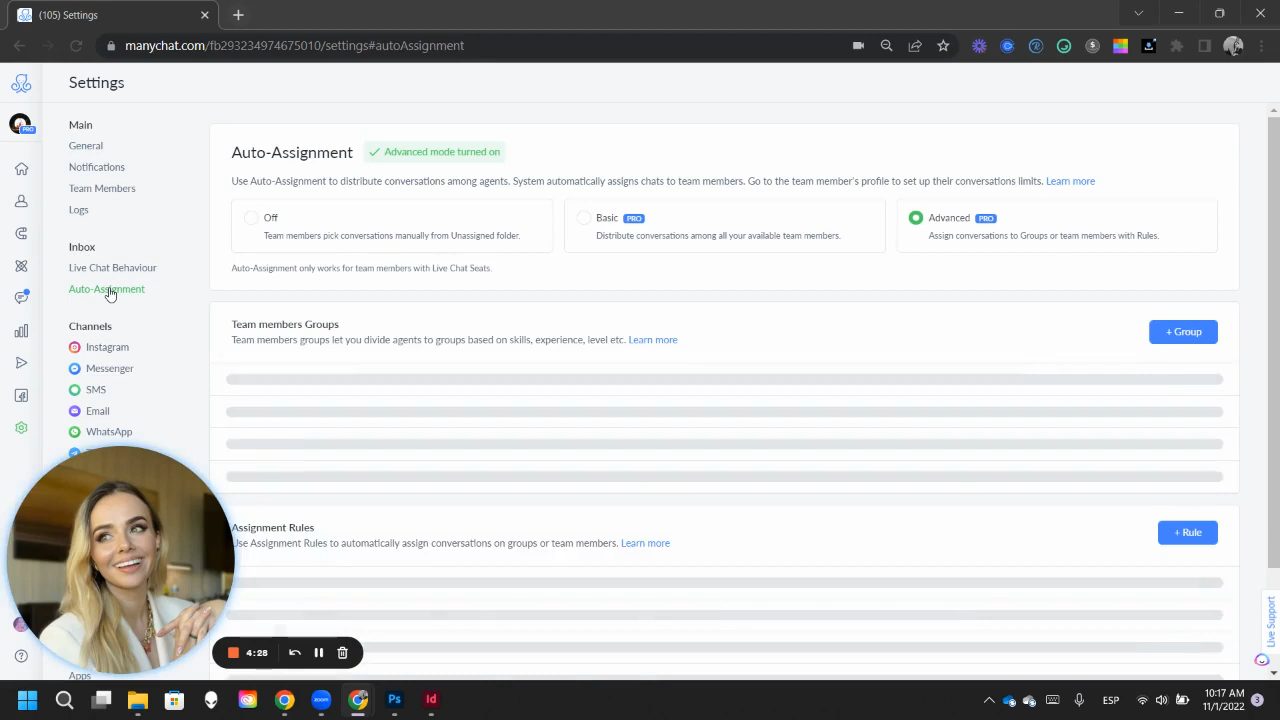 (105) Settings
manychat.com/fb293234974675010/settings#autoAssignment
Settings
PRO
Main
General
Notifications
Team Members
Logs
Inbox
Live Chat Behaviour
Auto-Assignment
Channels
Instagram
Messenger
SMS
Email
WhatsApp
Apps
Auto-Assignment
Advanced mode turned on
Use Auto-Assignment to distribute conversations among agents. System automatically assigns chats to team members. Go to the team member's profile to set up their conversations limits. Learn more
Off
Team members pick conversations manually from Unassigned folder.
Basic PRO
Distribute conversations among all your available team members.
Advanced PRO
Assign conversations to Groups or team members with Rules.
Auto-Assignment only works for team members with Live Chat Seats.
Team members Groups
Team members groups let you divide agents to groups based on skills, experience, level etc. Learn more
+ Group
Assignment Rules
Use Assignment Rules to automatically assign conversations on groups or team members. Learn more
+ Rule
Live Support
4:28
Ps
Id
ESP
10:17 AM
11/1/2022
3